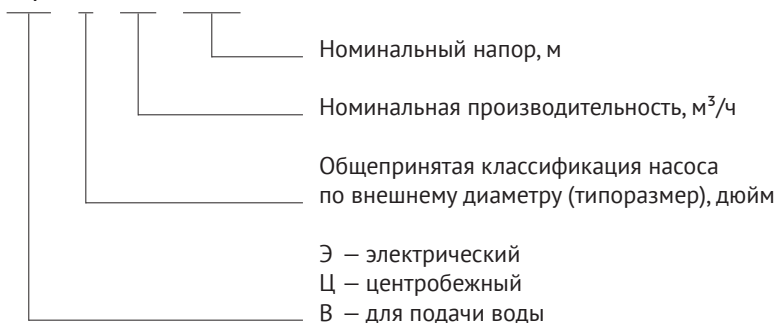 Номинальный напор, м
Номинальная производительность, м³/ч
Общепринятая классификация насоса
по внешнему диаметру (типоразмер), дюйм
Э — электрический
Ц — центробежный
В — для подачи воды